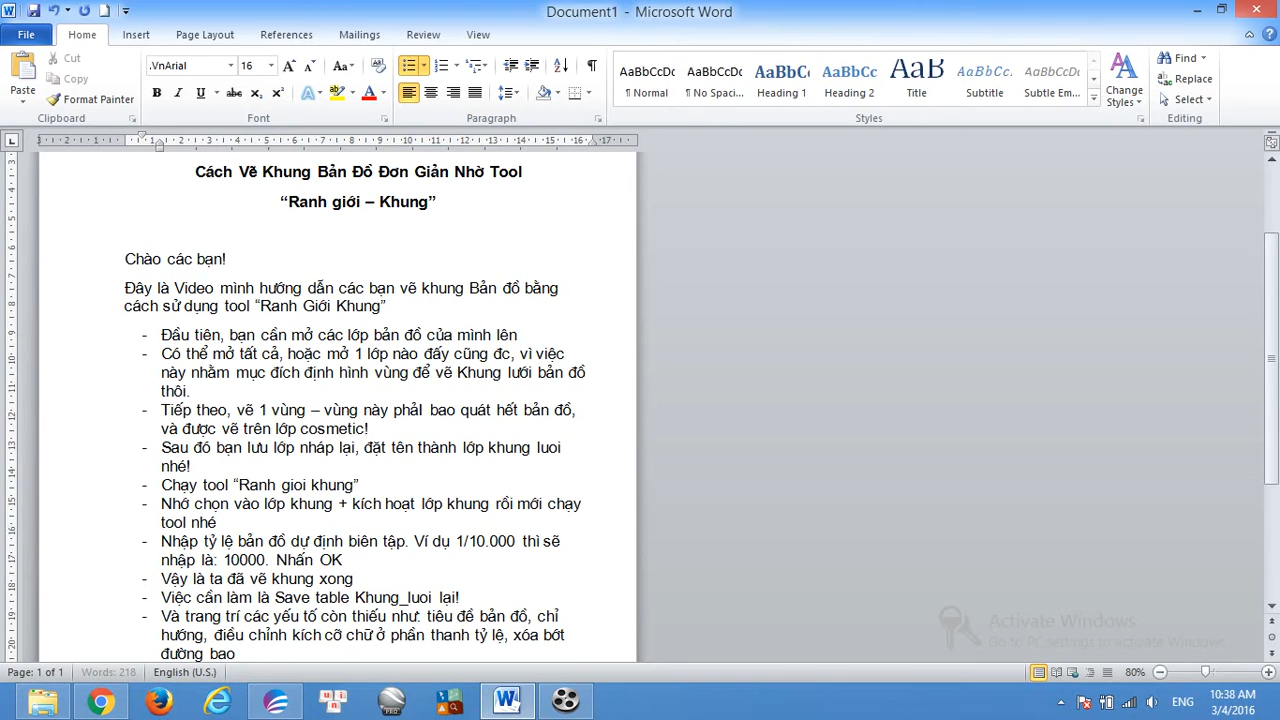 Document1 - Microsoft Word
File Home Insert Page Layout References Mailings Review View
Paste
Cut
Copy
Format Painter
Clipboard
.VnArial 16
Font
Paragraph
AaBbCcDc AaBbCcDc AaBbCc AaBbCc AaB AaBbCcL AaBbCcDc
¶ Normal ¶ No Spaci... Heading 1 Heading 2 Title Subtitle Subtle Em...
Styles
Change Styles
Find
Replace
Select
Editing
Cách Vẽ Khung Bản Đồ Đơn Giản Nhờ Tool
“Ranh giới – Khung”
Chào các bạn!
Đây là Video mình hướng dẫn các bạn vẽ khung Bản đồ bằng
cách sử dụng tool “Ranh Giới Khung”
- Đầu tiên, bạn cần mở các lớp bản đồ của mình lên
- Có thể mở tất cả, hoặc mở 1 lớp nào đấy cũng đc, vì việc
này nhằm mục đích định hình vùng để vẽ Khung lưới bản đồ
thôi.
- Tiếp theo, vẽ 1 vùng – vùng này phảI bao quát hết bản đồ,
và được vẽ trên lớp cosmetic!
- Sau đó bạn lưu lớp nháp lại, đặt tên thành lớp khung luoi
nhé!
- Chạy tool “Ranh gioi khung”
- Nhớ chọn vào lớp khung + kích hoạt lớp khung rồi mới chạy
tool nhé
- Nhập tỷ lệ bản đồ dự định biên tập. Ví dụ 1/10.000 thì sẽ
nhập là: 10000. Nhấn OK
- Vậy là ta đã vẽ khung xong
- Việc cần làm là Save table Khung_luoi lại!
- Và trang trí các yếu tố còn thiếu như: tiêu đề bản đồ, chỉ
hướng, điều chỉnh kích cỡ chữ ở phần thanh tỷ lệ, xóa bớt
đường bao
Activate Windows
Go to PC settings to activate Windows.
Page: 1 of 1 Words: 218 English (U.S.) 80%
ENG
10:38 AM
3/4/2016